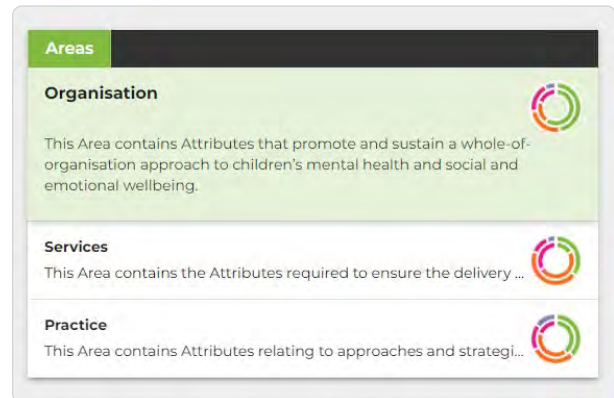 Areas
Organisation
This Area contains Attributes that promote and sustain a whole-of-
organisation approach to children’s mental health and social and
emotional wellbeing.
Services
This Area contains the Attributes required to ensure the delivery ...
Practice
This Area contains Attributes relating to approaches and strategi...